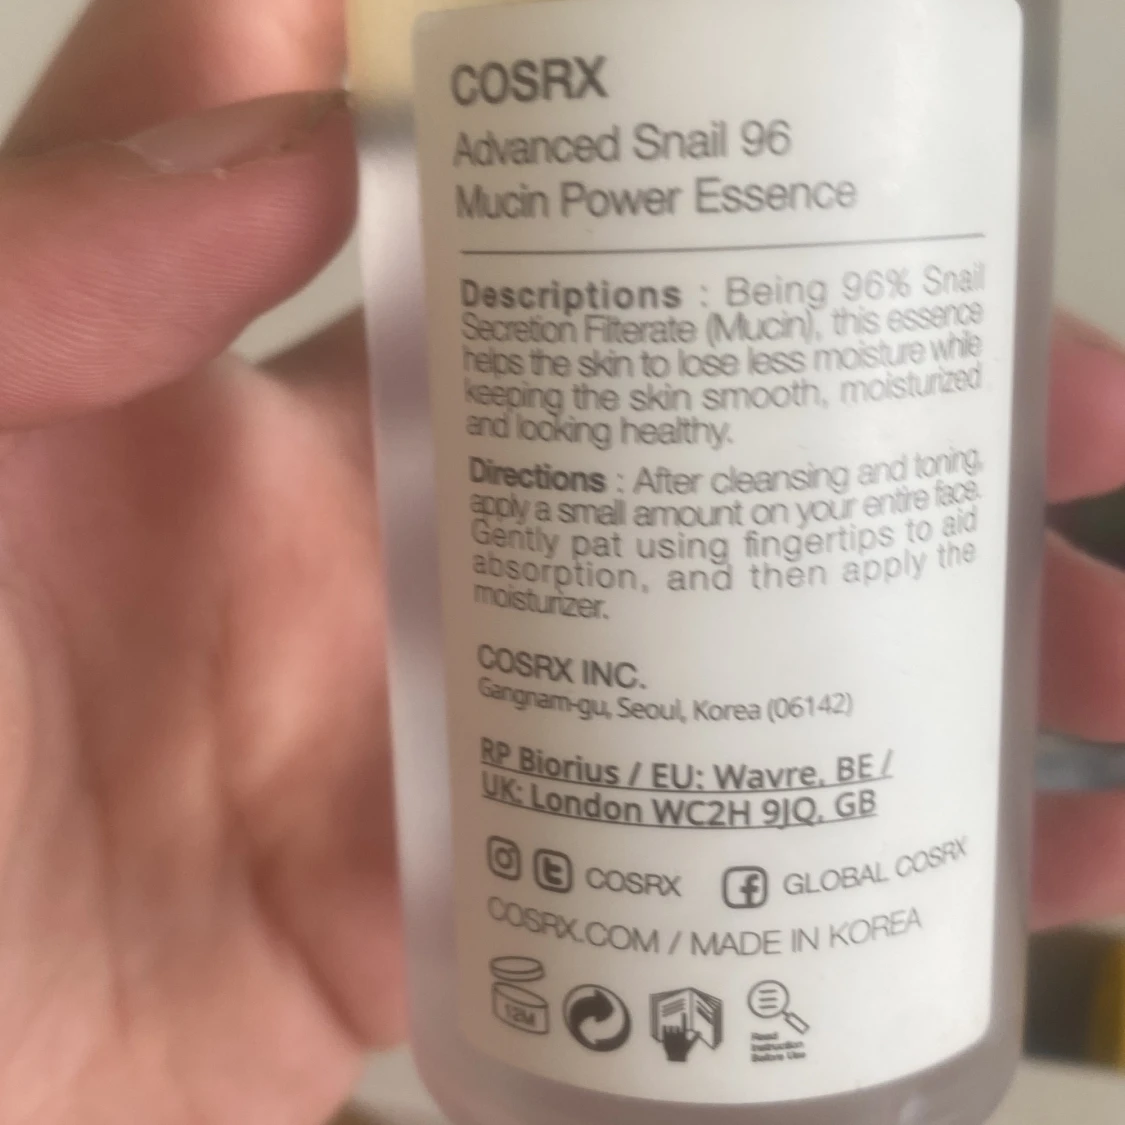 COSRX
Advanced Snail 96
Mucin Power Essence
Descriptions : Being 96% Snail
Secretion Filterate (Mucin), this essence
helps the skin to lose less moisture while
keeping the skin smooth, moisturized
and looking healthy.
Directions : After cleansing and toning,
apply a small amount on your entire face.
Gently pat using fingertips to aid
absorption, and then apply the
moisturizer.
COSRX INC.
Gangnam-gu, Seoul, Korea (06142)
RP Biorius / EU: Wavre, BE /
UK: London WC2H 9JQ, GB
COSRX GLOBAL COSRX
COSRX.COM / MADE IN KOREA
12M
Read
Instruction
Before Use